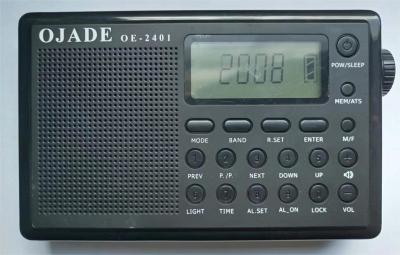 OJADE OE-2401
2008
POW/SLEEP
MEM/ATS
MODE BAND R.SET ENTER M/F
PREV P./P. NEXT DOWN UP
LIGHT TIME AL.SET AL_ON LOCK VOL